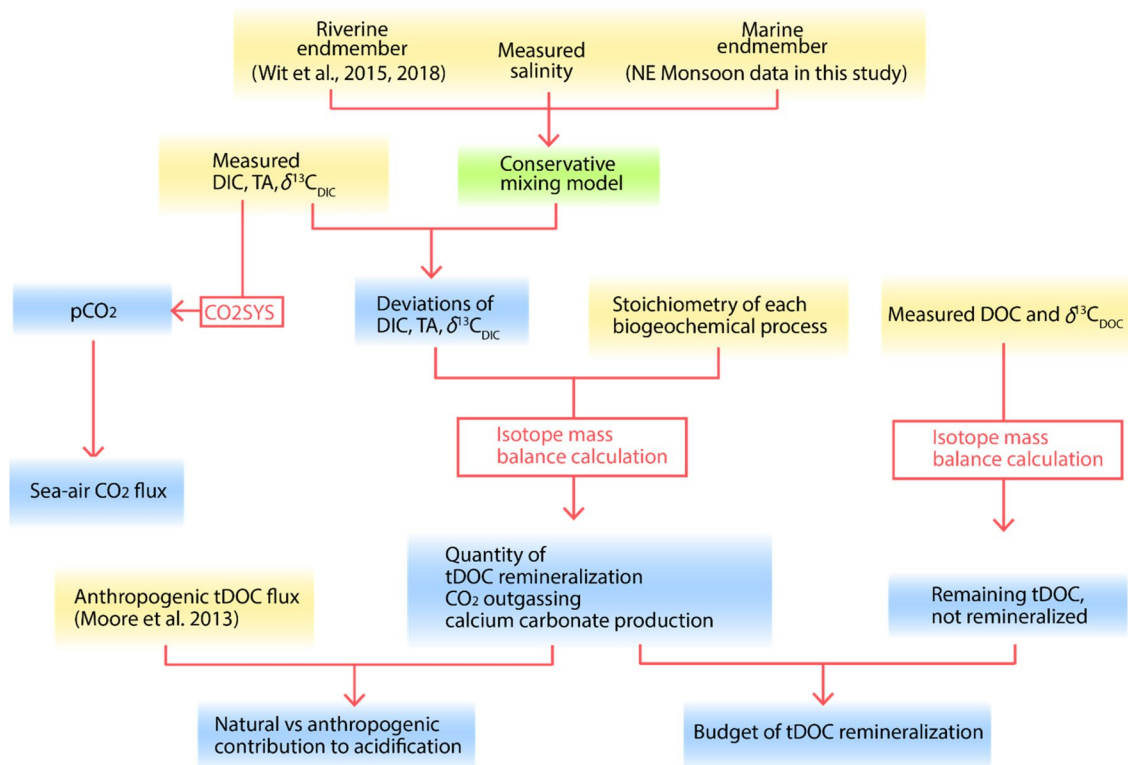 Riverine
endmember
(Wit et al., 2015, 2018)
Measured
salinity
Marine
endmember
(NE Monsoon data in this study)
Measured
DIC, TA, δ¹³C_DIC
Conservative
mixing model
pCO₂
CO2SYS
Deviations of
DIC, TA, δ¹³C_DIC
Stoichiometry of each
biogeochemical process
Measured DOC and δ¹³C_DOC
Isotope mass
balance calculation
Isotope mass
balance calculation
Sea-air CO₂ flux
Quantity of
tDOC remineralization
CO₂ outgassing
calcium carbonate production
Anthropogenic tDOC flux
(Moore et al. 2013)
Remaining tDOC,
not remineralized
Natural vs anthropogenic
contribution to acidification
Budget of tDOC remineralization